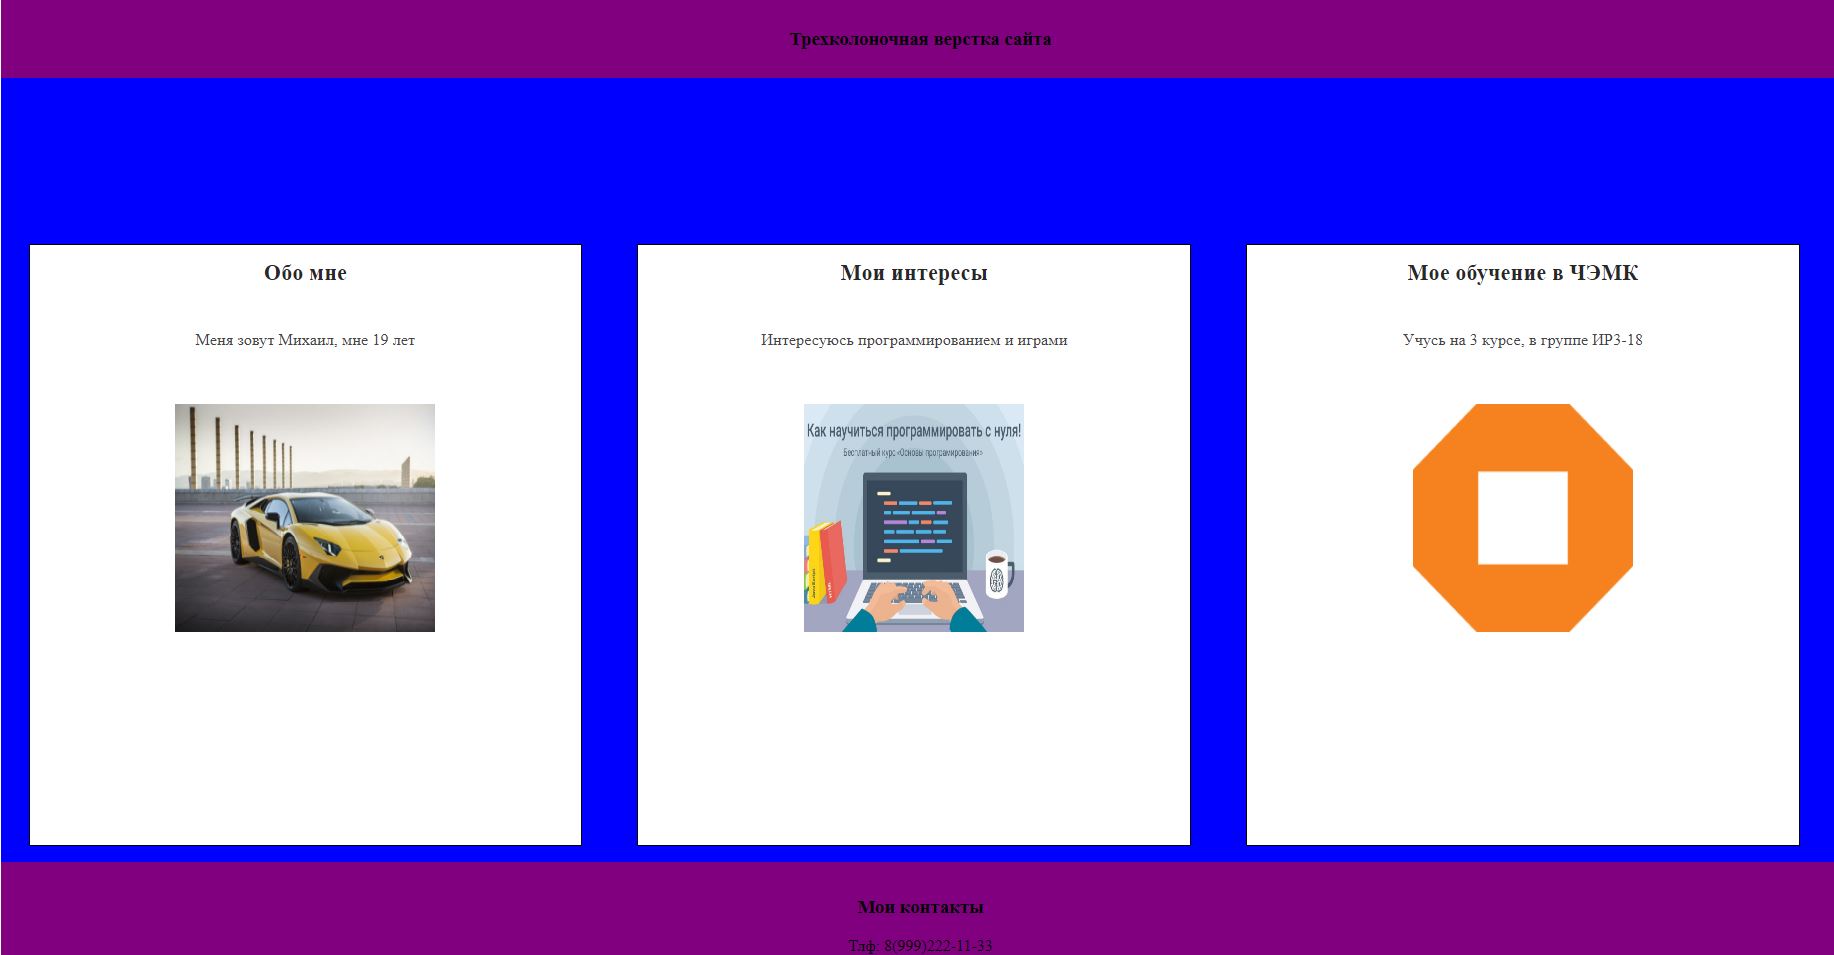 Трехколоночная верстка сайта
Обо мне
Меня зовут Михаил, мне 19 лет
Мои интересы
Интересуюсь программированием и играми
Как научиться программировать с нуля!
Бесплатный курс «Основы програмирования»
Мое обучение в ЧЭМК
Учусь на 3 курсе, в группе ИР3-18
Мои контакты
Тлф: 8(999)222-11-33